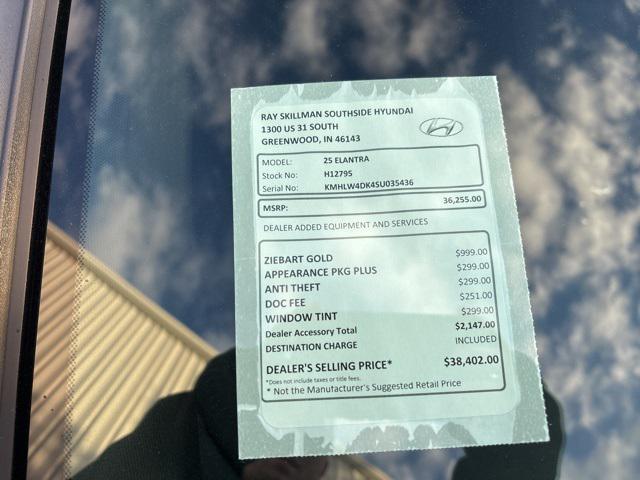 RAY SKILLMAN SOUTHSIDE HYUNDAI
1300 US 31 SOUTH
GREENWOOD, IN 46143
MODEL: 25 ELANTRA
Stock No: H12795
Serial No: KMHLW4DK4SU035436
MSRP: 36,255.00
DEALER ADDED EQUIPMENT AND SERVICES
ZIEBART GOLD $999.00
APPEARANCE PKG PLUS $299.00
ANTI THEFT $299.00
DOC FEE $251.00
WINDOW TINT $299.00
Dealer Accessory Total $2,147.00
DESTINATION CHARGE INCLUDED
DEALER'S SELLING PRICE* $38,402.00
*Does not include taxes or title fees.
* Not the Manufacturer's Suggested Retail Price